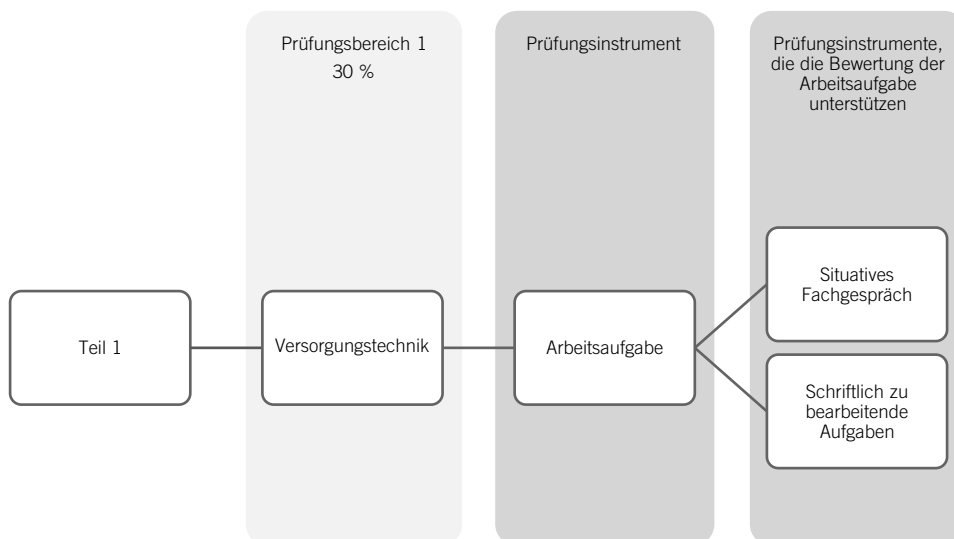 Prüfungsbereich 1
30 %
Prüfungsinstrument
Prüfungsinstrumente,
die die Bewertung der
Arbeitsaufgabe
unterstützen
Teil 1
Versorgungstechnik
Arbeitsaufgabe
Situatives
Fachgespräch
Schriftlich zu
bearbeitende
Aufgaben